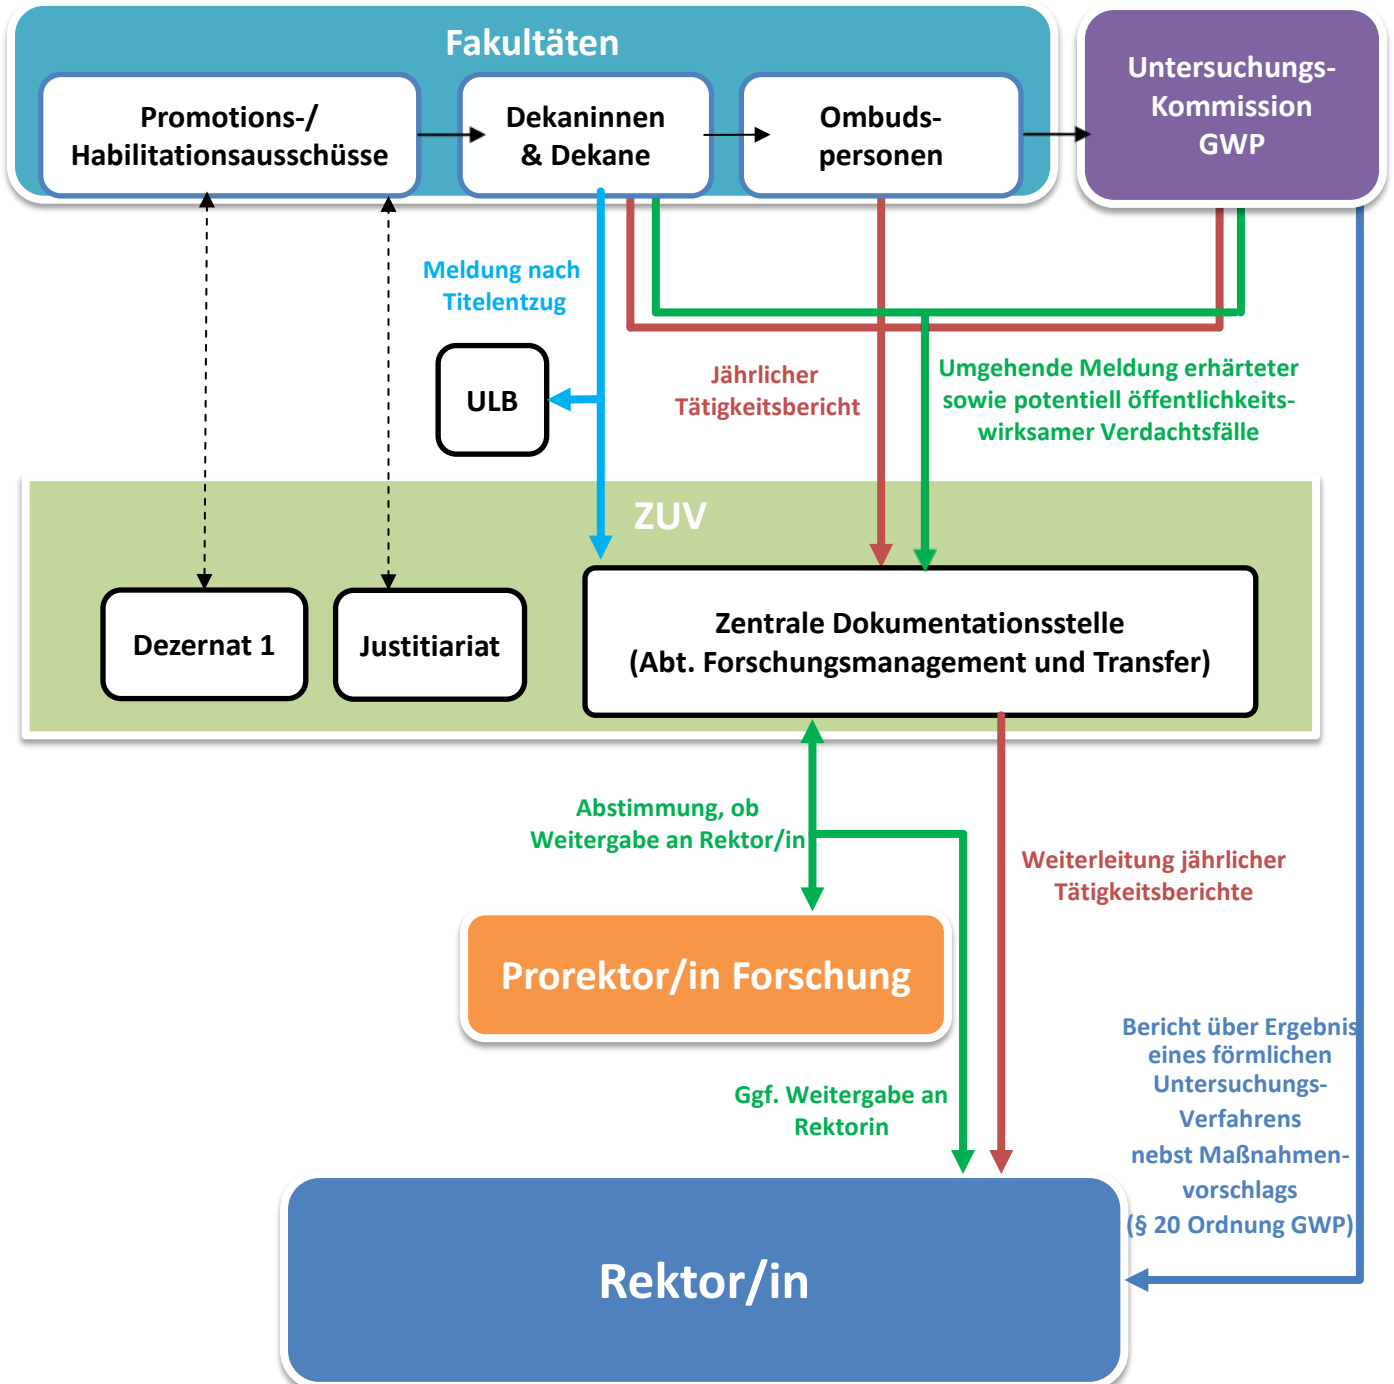 Fakultäten
Promotions-/
Habilitationsausschüsse
Dekaninnen
& Dekane
Ombuds-
personen
Untersuchungs-
Kommission
GWP
Meldung nach
Titelentzug
ULB
Jährlicher
Tätigkeitsbericht
Umgehende Meldung erhärteter
sowie potentiell öffentlichkeits-
wirksamer Verdachtsfälle
ZUV
Dezernat 1
Justitiariat
Zentrale Dokumentationsstelle
(Abt. Forschungsmanagement und Transfer)
Abstimmung, ob
Weitergabe an Rektor/in
Weiterleitung jährlicher
Tätigkeitsberichte
Prorektor/in Forschung
Ggf. Weitergabe an
Rektorin
Bericht über Ergebnis
eines förmlichen
Untersuchungs-
Verfahrens
nebst Maßnahmen-
vorschlags
(§ 20 Ordnung GWP)
Rektor/in